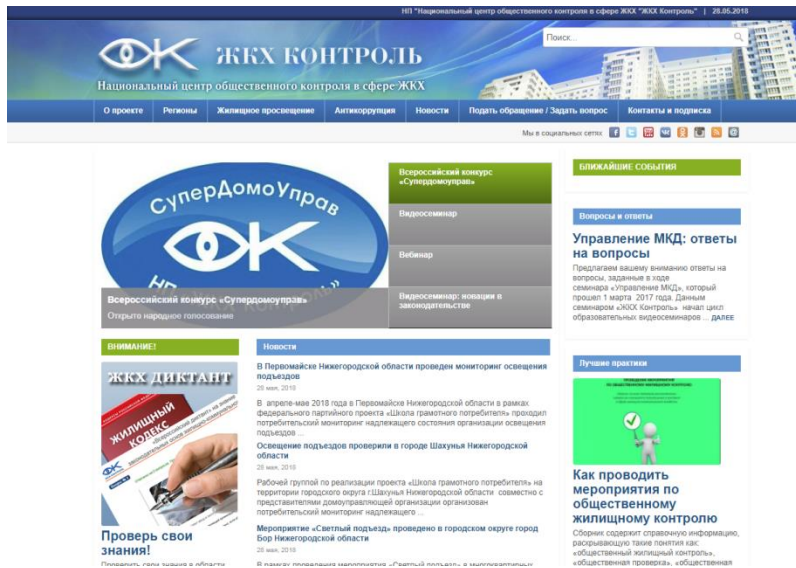 НП "Национальный центр общественного контроля в сфере ЖКХ "ЖКХ Контроль" | 28.05.2018
ЖКХ КОНТРОЛЬ
Национальный центр общественного контроля в сфере ЖКХ
Поиск...
О проекте Регионы Жилищное просвещение Антикоррупция Новости Подать обращение / Задать вопрос Контакты и подписка
Мы в социальных сетях
СуперДомоУправ
Всероссийский конкурс «Супердомоуправ»
Открыто народное голосование
Всероссийский конкурс
«Супердомоуправ»
Видеосеминар
Вебинар
Видеосеминар: новации в
законодательстве
БЛИЖАЙШИЕ СОБЫТИЯ
Вопросы и ответы
Управление МКД: ответы
на вопросы
Предлагаем вашему вниманию ответы на
вопросы, заданные в ходе
семинара «Управление МКД», который
прошел 1 марта 2017 года. Данным
семинаром «ЖКХ Контроль» начал цикл
образовательных видеосеминаров ... ДАЛЕЕ
ВНИМАНИЕ!
ЖКХ ДИКТАНТ
ЖИЛИЩНЫЙ
КОДЕКС
Проверь свои
знания!
Проверить свои знания в области
Новости
В Первомайске Нижегородской области проведен мониторинг освещения
подъездов
28 мая, 2018
В апреле-мае 2018 года в Первомайске Нижегородской области в рамках
федерального партийного проекта «Школа грамотного потребителя» проходил
потребительский мониторинг надлежащего состояния организации освещения
подъездов ...
Освещение подъездов проверили в городе Шахунья Нижегородской
области
28 мая, 2018
Рабочей группой по реализации проекта «Школа грамотного потребителя» на
территории городского округа г.Шахунья Нижегородской области совместно с
представителями домоуправляющей организации организован
потребительский мониторинг надлежащего ...
Мероприятие «Светлый подъезд» проведено в городском округе город
Бор Нижегородской области
28 мая, 2018
В рамках проведения мероприятия «Светлый подъезд» в многоквартирных
Лучшие практики
Как проводить
мероприятия по
общественному
жилищному контролю
Сборник содержит справочную информацию,
раскрывающую такие понятия как:
«общественный жилищный контроль»,
«общественная проверка», «общественная